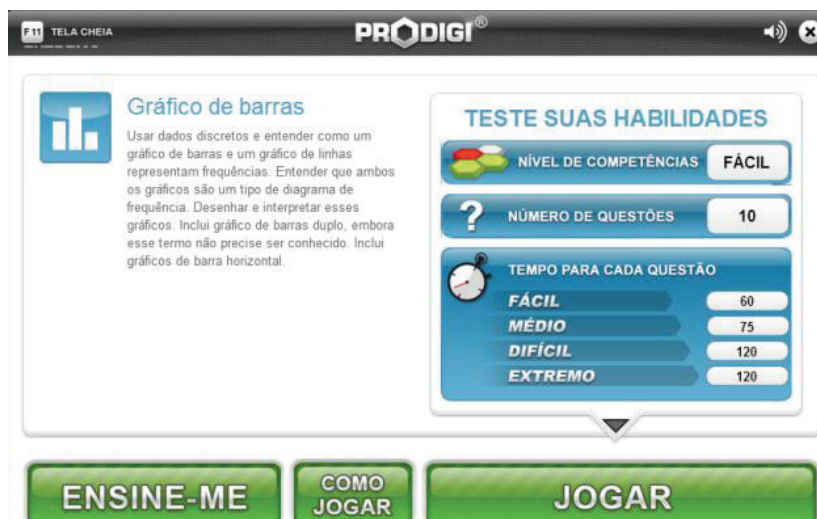 F11 TELA CHEIA
PRODIGI®
Gráfico de barras
Usar dados discretos e entender como um
gráfico de barras e um gráfico de linhas
representam frequências. Entender que ambos
os gráficos são um tipo de diagrama de
frequência. Desenhar e interpretar esses
gráficos. Inclui gráfico de barras duplo, embora
esse termo não precise ser conhecido. Inclui
gráficos de barra horizontal.
TESTE SUAS HABILIDADES
NÍVEL DE COMPETÊNCIAS FÁCIL
? NÚMERO DE QUESTÕES 10
TEMPO PARA CADA QUESTÃO
FÁCIL 60
MÉDIO 75
DIFÍCIL 120
EXTREMO 120
ENSINE-ME
COMO
JOGAR
JOGAR